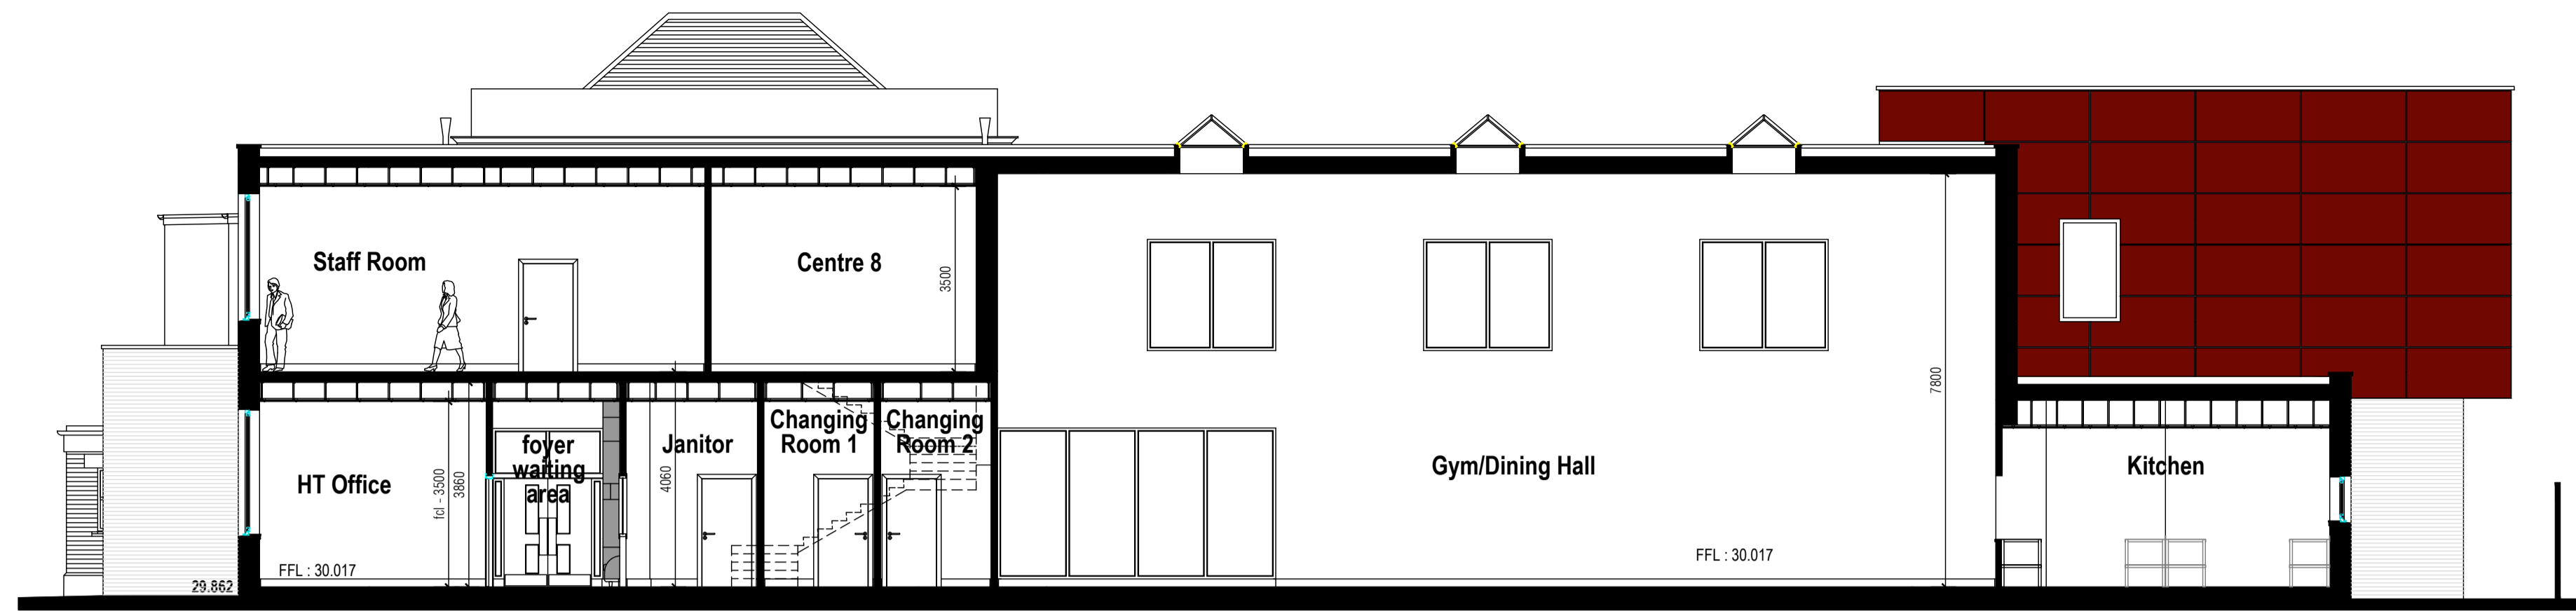 Staff Room
Centre 8
3500
7800
Changing
Room 1
Changing
Room 2
foyer
waiting
area
Janitor
HT Office
fcl - 3500
3860
4060
Gym/Dining Hall
Kitchen
FFL : 30.017
FFL : 30.017
29.862